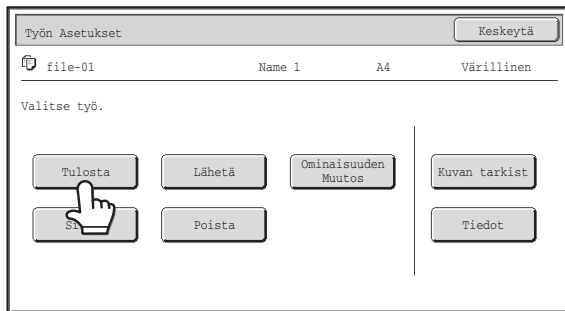 Työn Asetukset
Keskeytä
file-01 Name 1 A4 Värillinen
Valitse työ.
Tulosta Lähetä Ominaisuuden Muutos Kuvan tarkist
Poista Tiedot